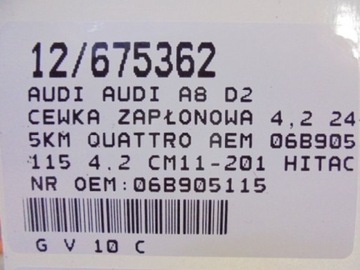 12/675362
AUDI AUDI A8 D2
CEWKA ZAPŁONOWA 4,2 24-
5KM QUATTRO AEM 06B905
115 4.2 CM11-201 HITAC
NR OEM:06B905115
G V 10 C